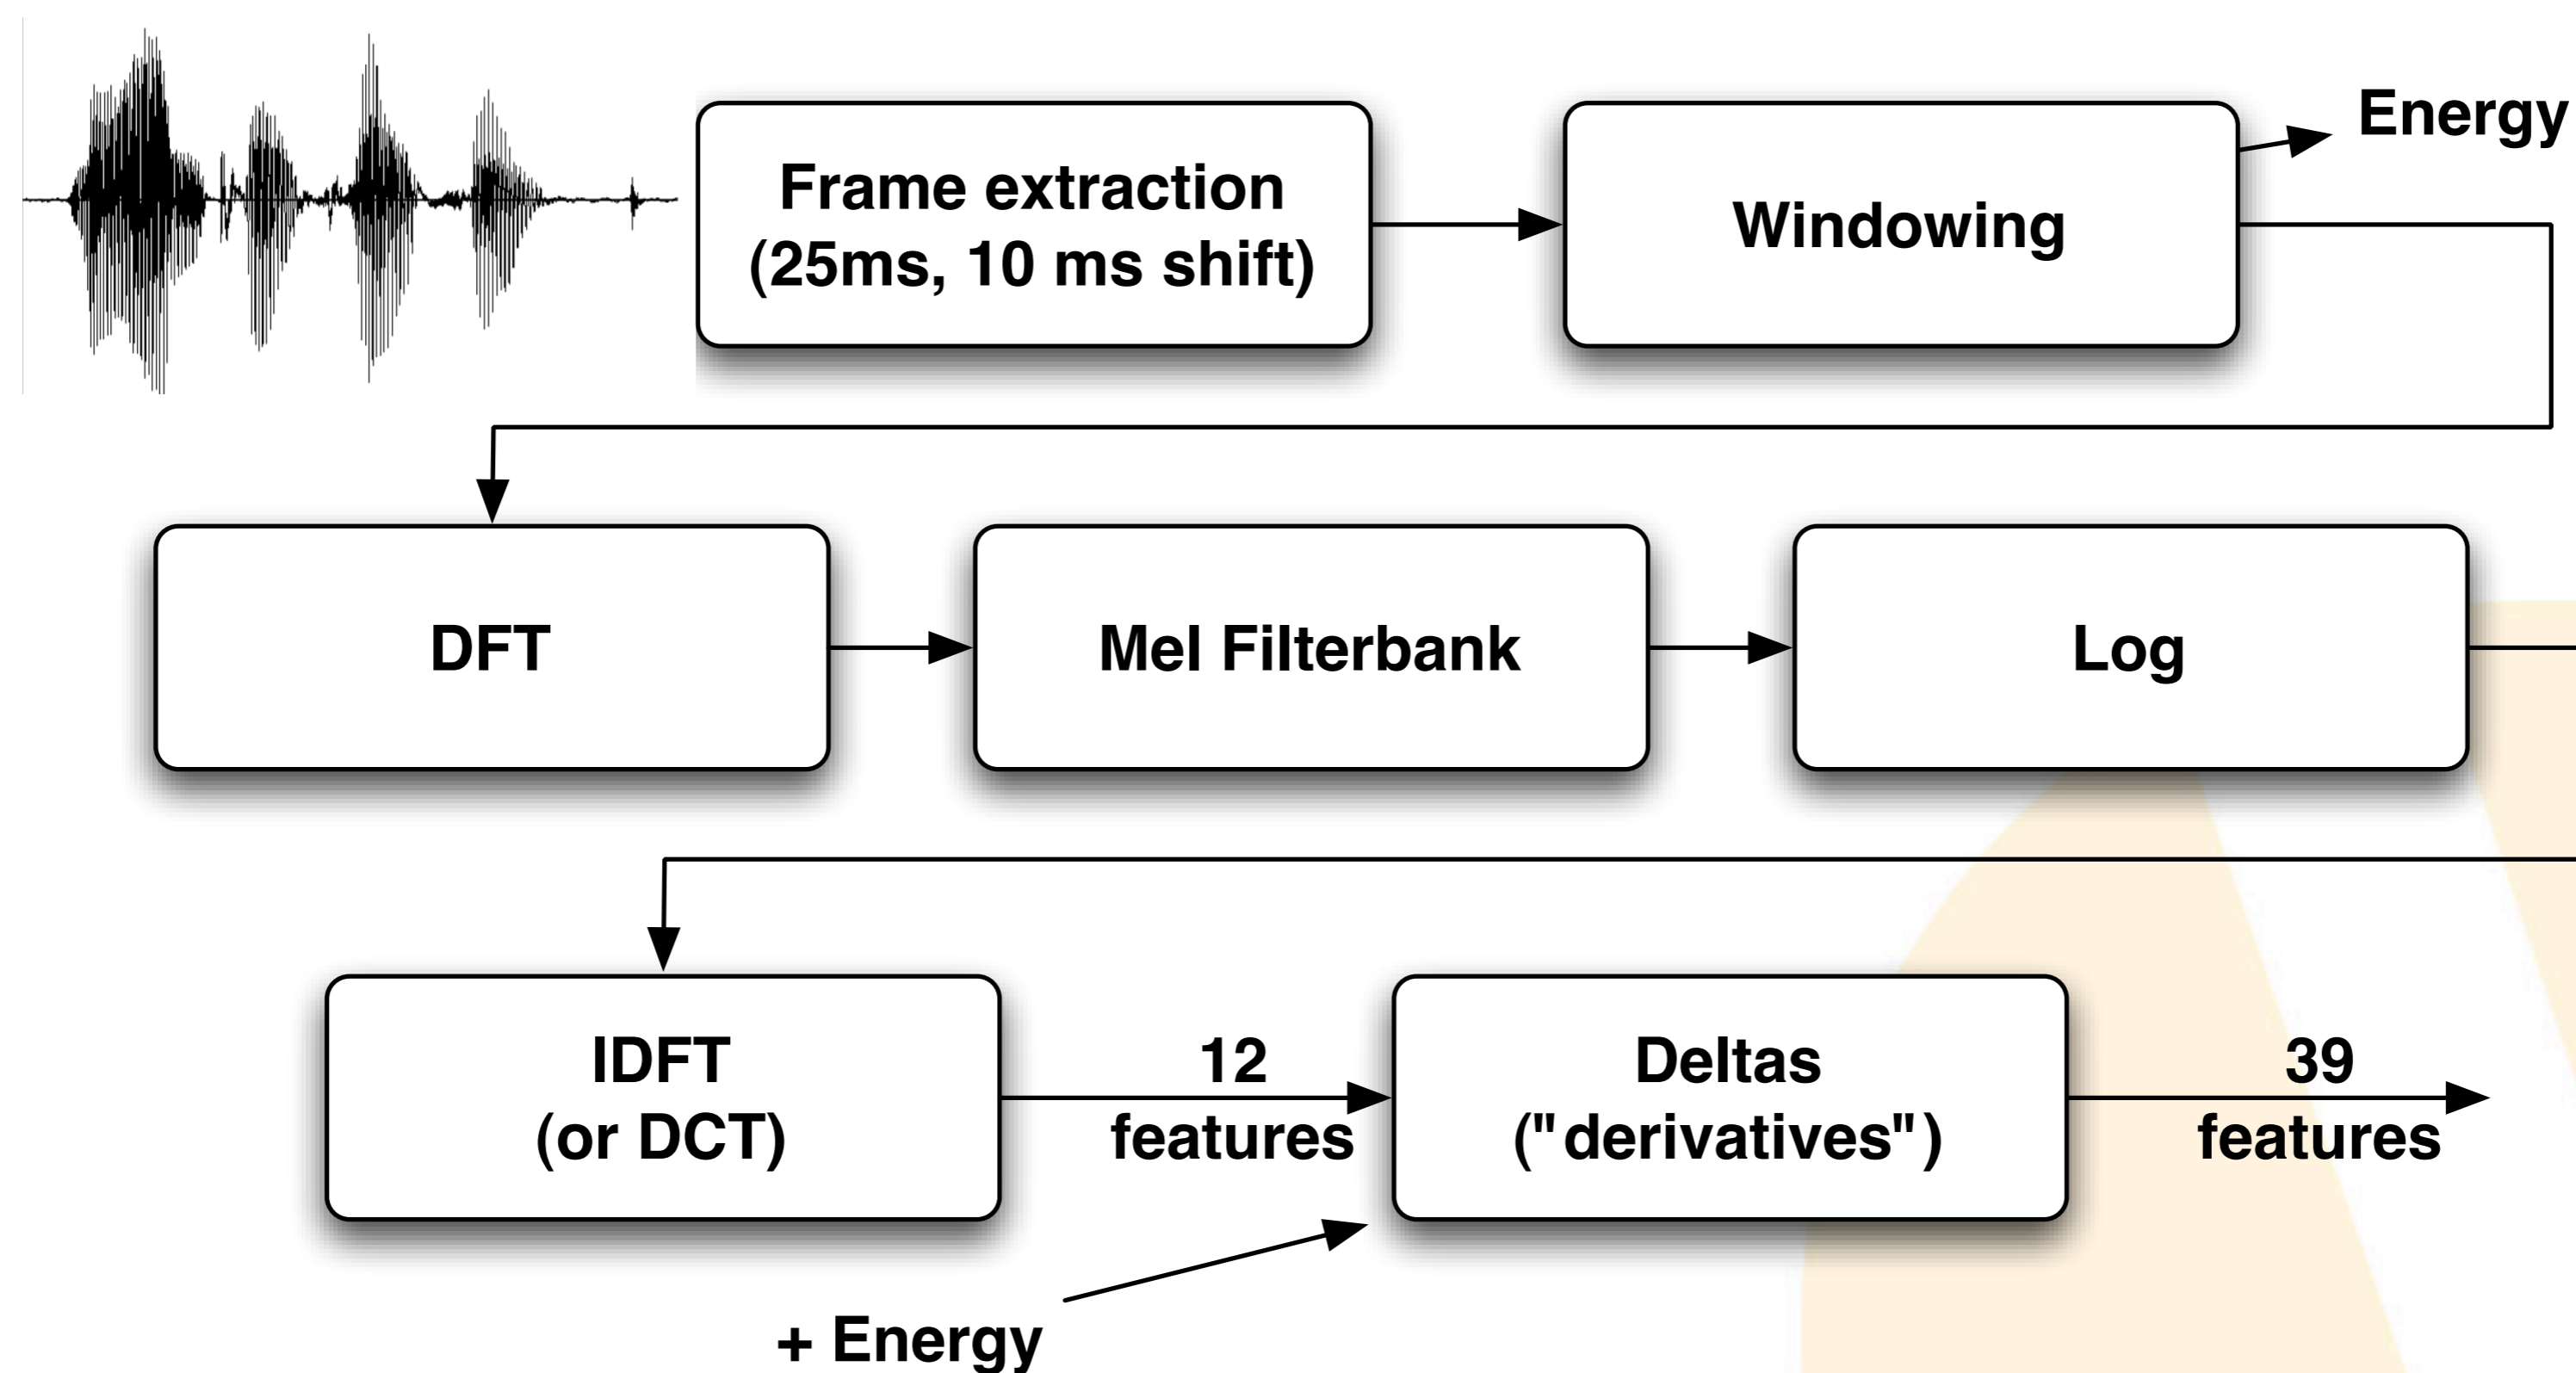 Frame extraction
(25ms, 10 ms shift)
Windowing
Energy
DFT
Mel Filterbank
Log
IDFT
(or DCT)
12
features
Deltas
("derivatives")
39
features
+ Energy